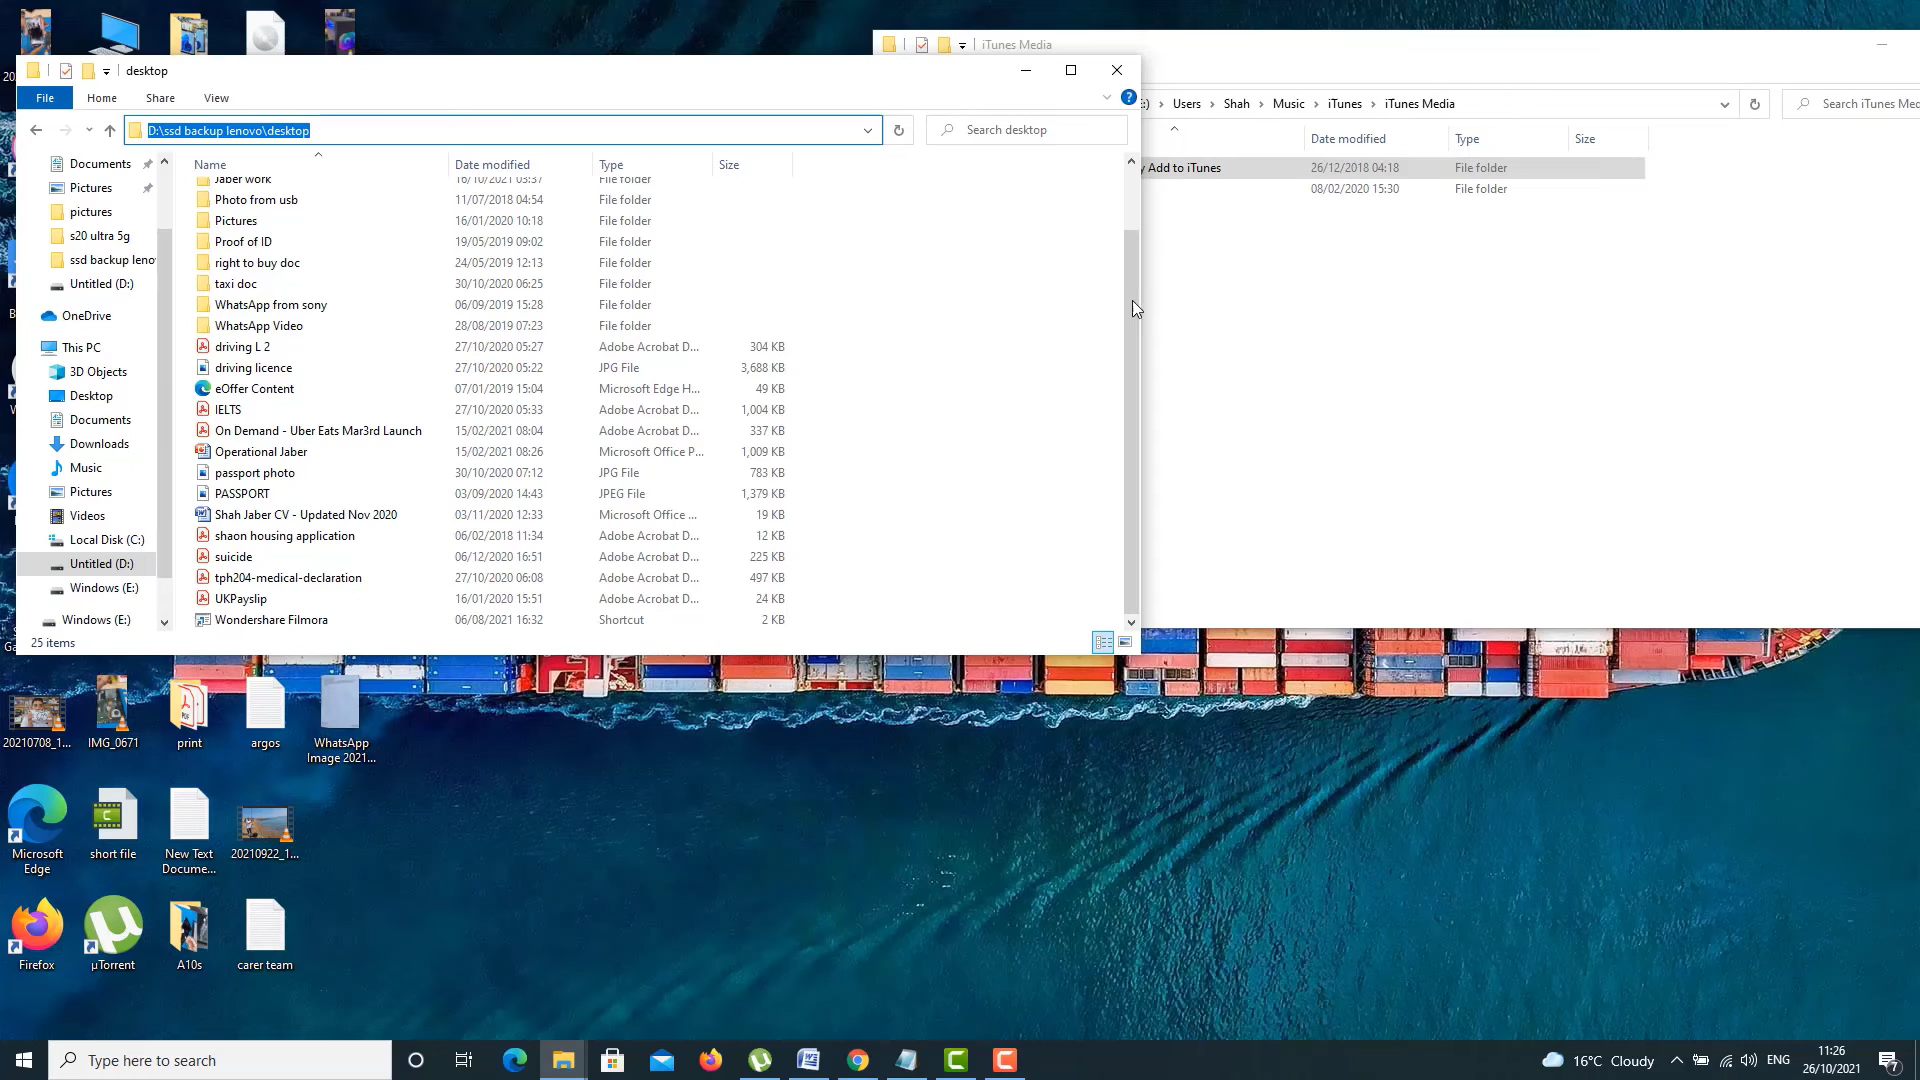 iTunes Media
desktop
File Home Share View
Users Shah Music iTunes iTunes Media
Search iTunes Med
D:\ssd backup lenovo\desktop
Search desktop
Date modified Type Size
Name Date modified Type Size
y Add to iTunes 26/12/2018 04:18 File folder
08/02/2020 15:30 File folder
Documents
Pictures
pictures
s20 ultra 5g
ssd backup leno
Untitled (D:)
OneDrive
This PC
3D Objects
Desktop
Documents
Downloads
Music
Pictures
Videos
Local Disk (C:)
Untitled (D:)
Windows (E:)
Windows (E:)
Jaber work 16/10/2021 03:37 File folder
Photo from usb 11/07/2018 04:54 File folder
Pictures 16/01/2020 10:18 File folder
Proof of ID 19/05/2019 09:02 File folder
right to buy doc 24/05/2019 12:13 File folder
taxi doc 30/10/2020 06:25 File folder
WhatsApp from sony 06/09/2019 15:28 File folder
WhatsApp Video 28/08/2019 07:23 File folder
driving L 2 27/10/2020 05:27 Adobe Acrobat D... 304 KB
driving licence 27/10/2020 05:22 JPG File 3,688 KB
eOffer Content 07/01/2019 15:04 Microsoft Edge H... 49 KB
IELTS 27/10/2020 05:33 Adobe Acrobat D... 1,004 KB
On Demand - Uber Eats Mar3rd Launch 15/02/2021 08:04 Adobe Acrobat D... 337 KB
Operational Jaber 15/02/2021 08:26 Microsoft Office P... 1,009 KB
passport photo 30/10/2020 07:12 JPG File 783 KB
PASSPORT 03/09/2020 14:43 JPEG File 1,379 KB
Shah Jaber CV - Updated Nov 2020 03/11/2020 12:33 Microsoft Office ... 19 KB
shaon housing application 06/02/2018 11:34 Adobe Acrobat D... 12 KB
suicide 06/12/2020 16:51 Adobe Acrobat D... 225 KB
tph204-medical-declaration 27/10/2020 06:08 Adobe Acrobat D... 497 KB
UKPayslip 16/01/2020 15:51 Adobe Acrobat D... 24 KB
Wondershare Filmora 06/08/2021 16:32 Shortcut 2 KB
25 items
20210708_1... IMG_0671 print argos WhatsApp
Image 2021...
Microsoft
Edge
short file
New Text
Docume...
20210922_1...
Firefox µTorrent A10s carer team
Type here to search
16°C Cloudy
ENG
11:26
26/10/2021
7